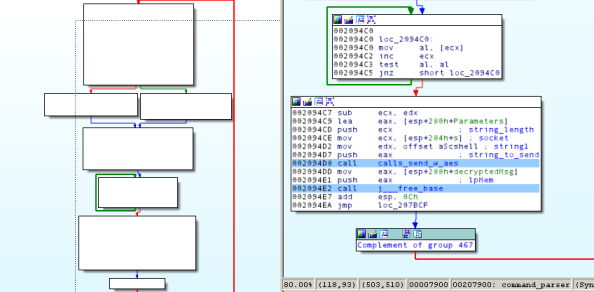 002094C0
002094C0 loc_2094C0:
002094C0 mov al, [ecx]
002094C2 inc ecx
002094C3 test al, al
002094C5 jnz short loc_2094C0
002094C7 sub ecx, edx
002094C9 lea eax, [esp+280h+Parameters]
002094CD push ecx ; string_length
002094CE mov ecx, [esp+284h+s] ; socket
002094D2 mov edx, offset aScshell ; string1
002094D7 push eax ; string_to_send
002094D8 call calls_send_w_aes
002094DD mov eax, [esp+288h+decryptedMsg]
002094E1 push eax ; lpMem
002094E2 call j___free_base
002094E7 add esp, 0Ch
002094EA jmp loc_207BCF
Complement of group 467
80.00% (118,93) (503,510) 00007900 00207900: command_parser (Syn